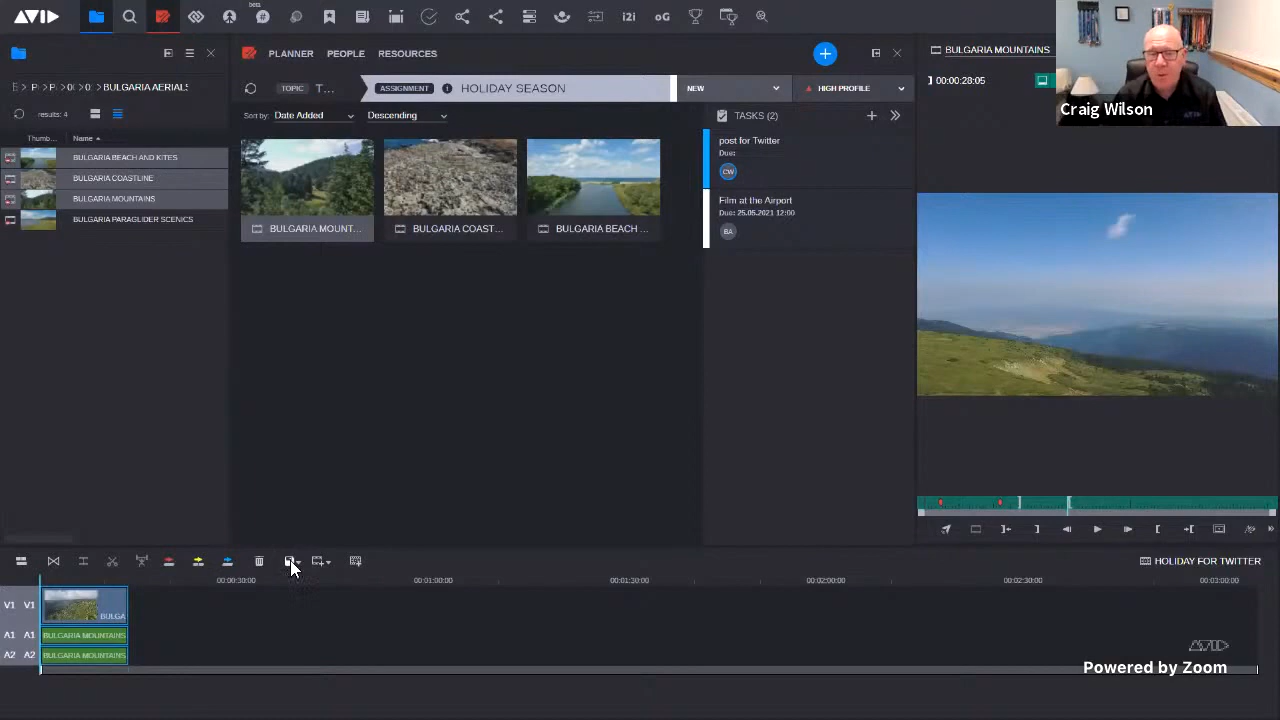 AVID
beta
i2i
oG
PLANNER
PEOPLE
RESOURCES
BULGARIA MOUNTAINS
00:00:28:05
Craig Wilson
BULGARIA AERIALS
TOPIC
T...
ASSIGNMENT
HOLIDAY SEASON
NEW
HIGH PROFILE
results: 4
Sort by:
Date Added
Descending
TASKS (2)
Thumb...
Name
post for Twitter
Due:
CW
BULGARIA BEACH AND KITES
BULGARIA COASTLINE
BULGARIA MOUNTAINS
BULGARIA PARAGLIDER SCENICS
Film at the Airport
Due: 25.05.2021 12:00
BA
BULGARIA MOUNT...
BULGARIA COAST...
BULGARIA BEACH ...
HOLIDAY FOR TWITTER
00:00:30:00
00:01:00:00
00:01:30:00
00:02:00:00
00:02:30:00
00:03:00:00
V1 V1
BULGA
A1 A1
BULGARIA MOUNTAINS
A2 A2
BULGARIA MOUNTAINS
AVID
Powered by Zoom